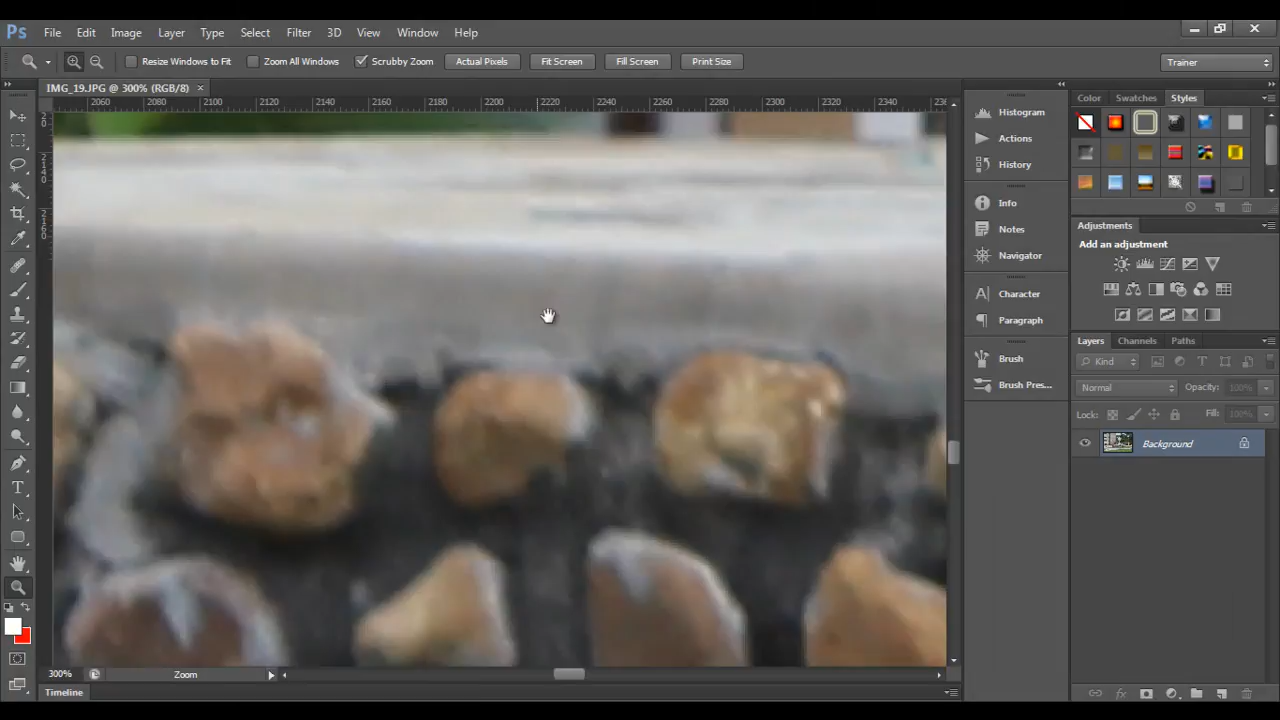 Ps File Edit Image Layer Type Select Filter 3D View Window Help
Resize Windows to Fit Zoom All Windows Scrubby Zoom Actual Pixels Fit Screen Fill Screen Print Size Trainer
IMG_19.JPG @ 300% (RGB/8) ×
2060 2080 2100 2120 2140 2160 2180 2200 2220 2240 2260 2280 2300 2320 2340
2140
2160
Histogram
Actions
History
Info
Notes
Navigator
Character
Paragraph
Brush
Brush Pres...
Color Swatches Styles
Adjustments
Add an adjustment
Layers Channels Paths
Kind
Normal Opacity: 100%
Lock: Fill: 100%
Background
300% Zoom
Timeline